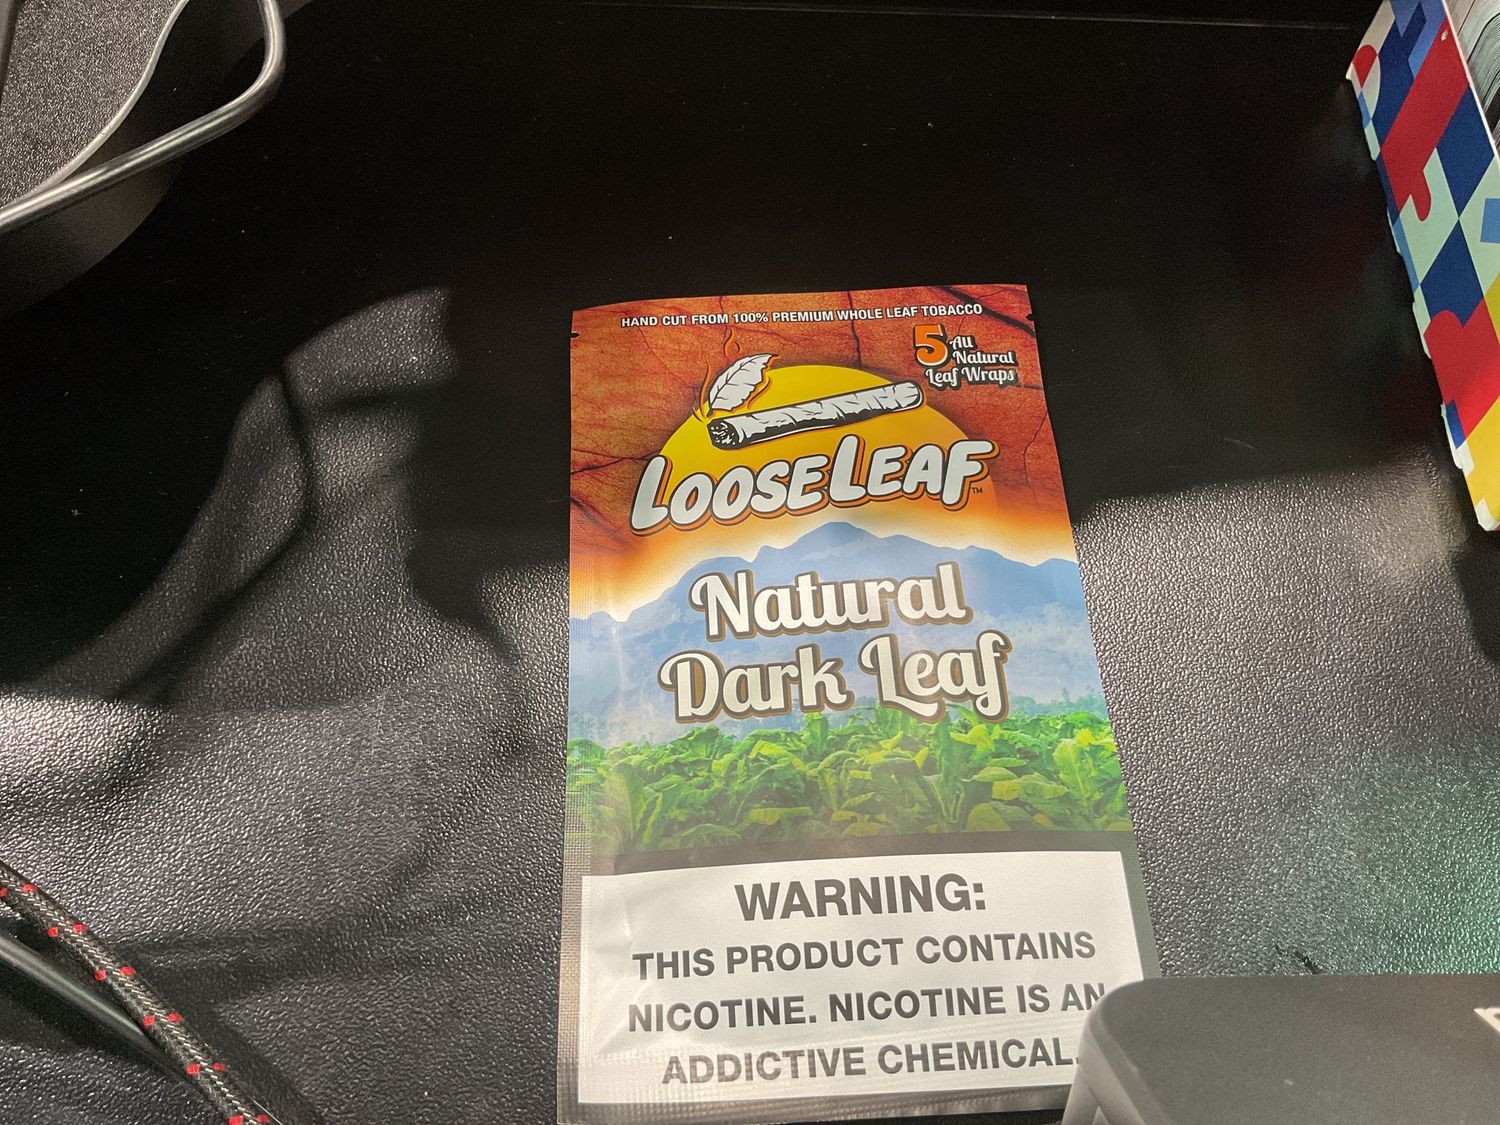 HAND CUT FROM 100% PREMIUM WHOLE LEAF TOBACCO
5 All
Natural
Leaf Wraps
LOOSELEAF™
Natural
Dark Leaf
WARNING:
THIS PRODUCT CONTAINS
NICOTINE. NICOTINE IS AN
ADDICTIVE CHEMICAL.